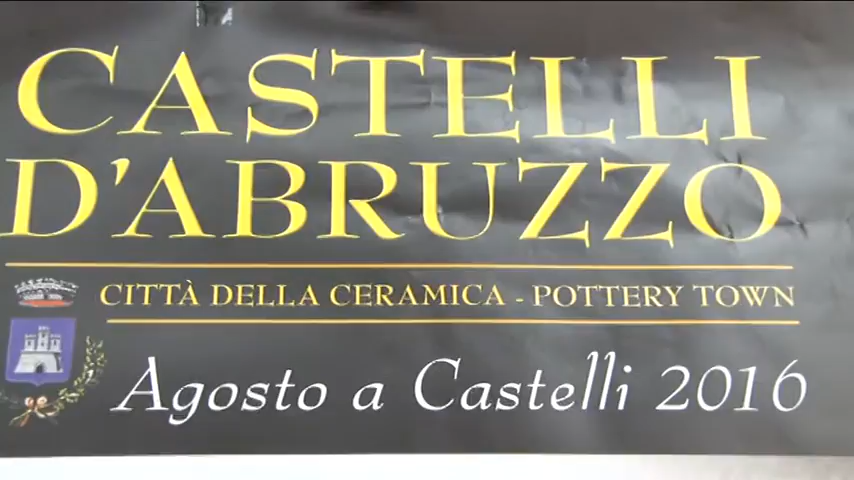 CASTELLI
D'ABRUZZO
CITTÀ DELLA CERAMICA - POTTERY TOWN
Agosto a Castelli 2016